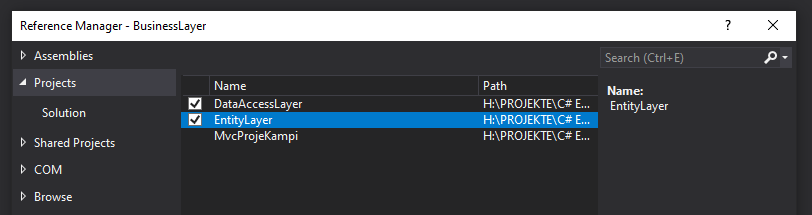 Reference Manager - BusinessLayer ?
Assemblies
Search (Ctrl+E)
Projects
Name Path
Name:
Solution
DataAccessLayer H:\PROJEKTE\C# E...
EntityLayer
EntityLayer H:\PROJEKTE\C# E...
Shared Projects
MvcProjeKampi H:\PROJEKTE\C# E...
COM
Browse